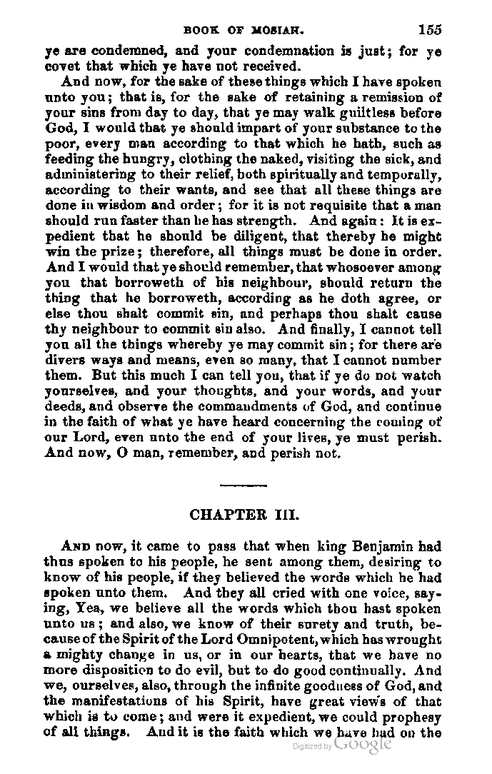 BOOK OF MOSIAH. 155
ye are condemned, and your condemnation is just; for ye
covet that which ye have not received.
And now, for the sake of these things which I have spoken
unto you; that is, for the sake of retaining a remission of
your sins from day to day, that ye may walk guiltless before
God, I would that ye should impart of your substance to the
poor, every man according to that which he hath, such as
feeding the hungry, clothing the naked, visiting the sick, and
administering to their relief, both spiritually and temporally,
according to their wants, and see that all these things are
done in wisdom and order; for it is not requisite that a man
should run faster than he has strength. And again: It is ex-
pedient that he should be diligent, that thereby he might
win the prize; therefore, all things must be done in order.
And I would that ye should remember, that whosoever among
you that borroweth of his neighbour, should return the
thing that he borroweth, according as he doth agree, or
else thou shalt commit sin, and perhaps thou shalt cause
thy neighbour to commit sin also. And finally, I cannot tell
you all the things whereby ye may commit sin; for there are
divers ways and means, even so many, that I cannot number
them. But this much I can tell you, that if ye do not watch
yourselves, and your thoughts, and your words, and your
deeds, and observe the commandments of God, and continue
in the faith of what ye have heard concerning the coming of
our Lord, even unto the end of your lives, ye must perish.
And now, O man, remember, and perish not.
CHAPTER III.
AND now, it came to pass that when king Benjamin had
thus spoken to his people, he sent among them, desiring to
know of his people, if they believed the words which he had
spoken unto them. And they all cried with one voice, say-
ing, Yea, we believe all the words which thou hast spoken
unto us; and also, we know of their surety and truth, be-
cause of the Spirit of the Lord Omnipotent, which has wrought
a mighty change in us, or in our hearts, that we have no
more disposition to do evil, but to do good continually. And
we, ourselves, also, through the infinite goodness of God, and
the manifestations of his Spirit, have great views of that
which is to come; and were it expedient, we could prophesy
of all things. And it is the faith which we have had on the
Digitized by Google